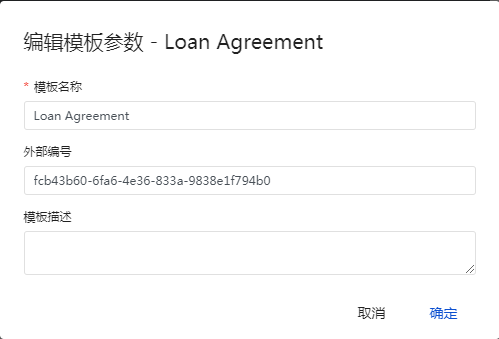 编辑模板参数 - Loan Agreement
* 模板名称
Loan Agreement
外部编号
fcb43b60-6fa6-4e36-833a-9838e1f794b0
模板描述
取消 确定